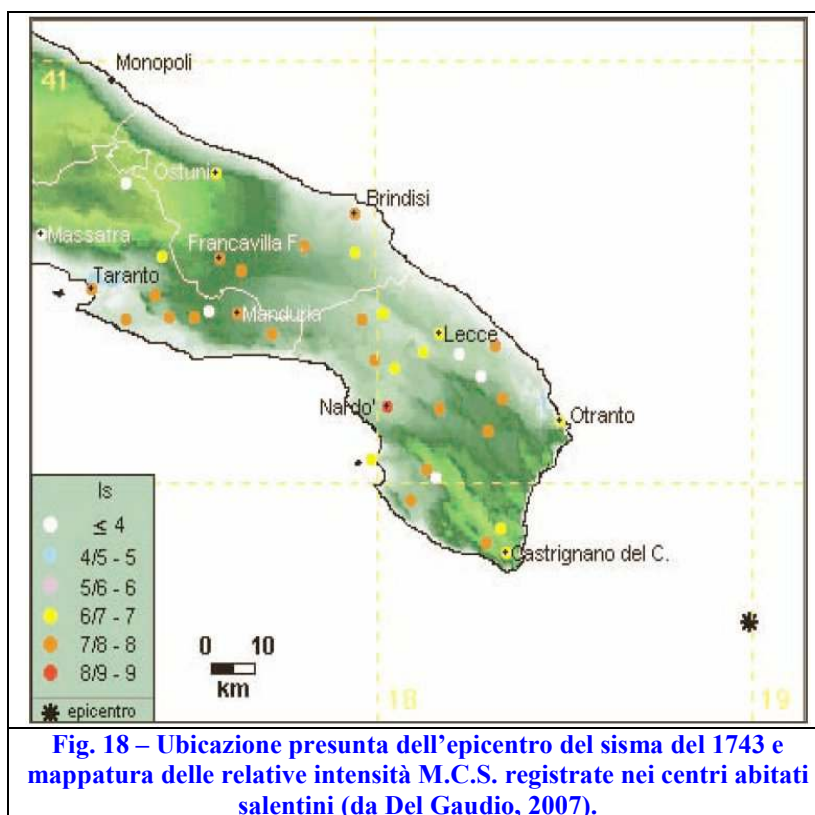 Monopoli
41
Ostuni
Brindisi
Massafra
Francavilla F.
Taranto
Manduria
Lecce
Nardo'
Otranto
Castrignano del C.
Is
≤ 4
4/5 - 5
5/6 - 6
6/7 - 7
7/8 - 8
8/9 - 9
epicentro
0 10
km
18
19
Fig. 18 – Ubicazione presunta dell'epicentro del sisma del 1743 e
mappatura delle relative intensità M.C.S. registrate nei centri abitati
salentini (da Del Gaudio, 2007).